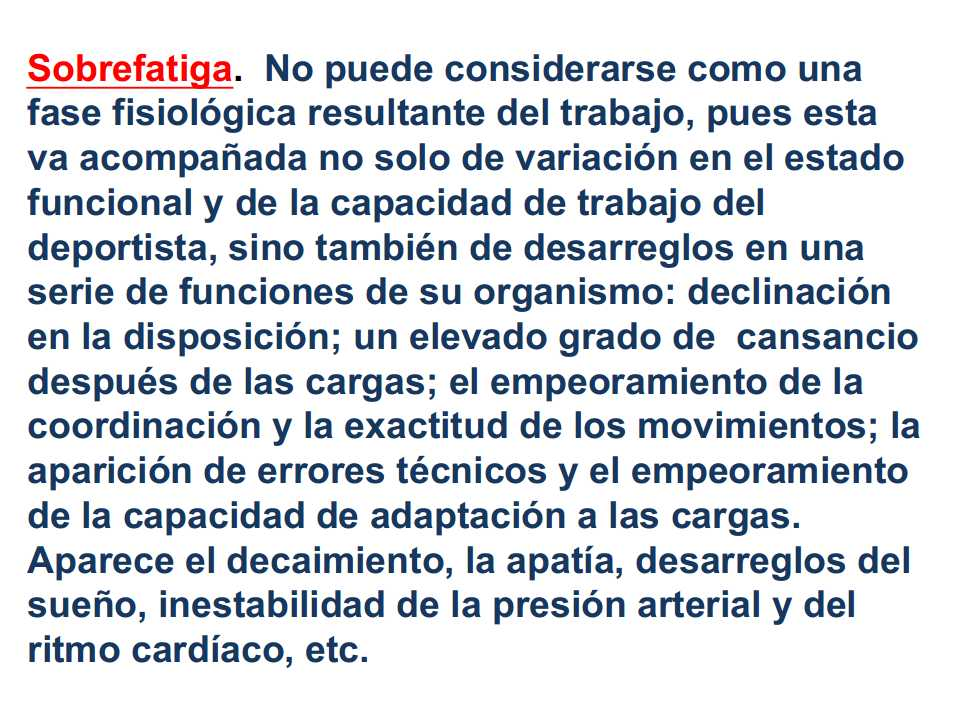 Sobrefatiga.  No puede considerarse como una
fase fisiológica resultante del trabajo, pues esta
va acompañada no solo de variación en el estado
funcional y de la capacidad de trabajo del
deportista, sino también de desarreglos en una
serie de funciones de su organismo: declinación
en la disposición; un elevado grado de  cansancio
después de las cargas; el empeoramiento de la
coordinación y la exactitud de los movimientos; la
aparición de errores técnicos y el empeoramiento
de la capacidad de adaptación a las cargas.
Aparece el decaimiento, la apatía, desarreglos del
sueño, inestabilidad de la presión arterial y del
ritmo cardíaco, etc.